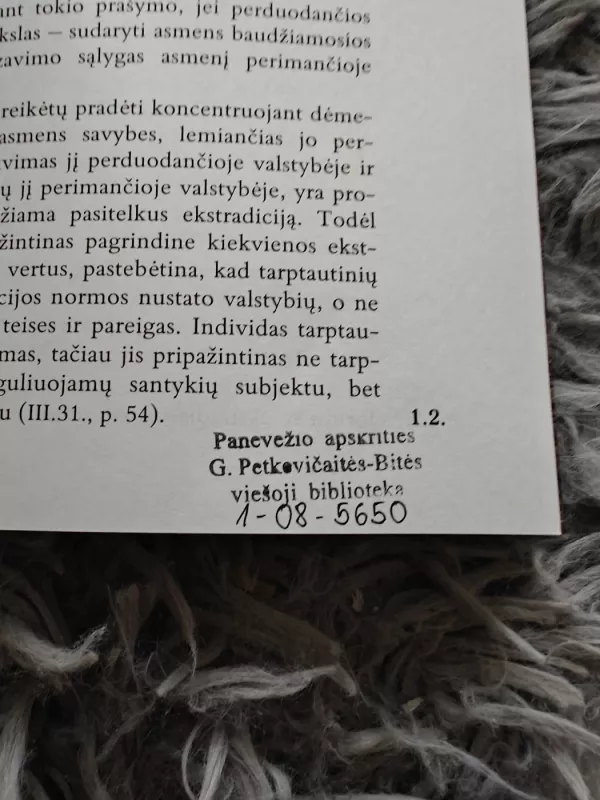 ant tokio prašymo, jei perduodančios
kslas – sudaryti asmens baudžiamosios
avimo sąlygas asmenį perimančioje
reikėtų pradėti koncentruojant dėme-
asmens savybes, lemiančias jo per-
vimas jį perduodančioje valstybėje ir
ų jį perimančioje valstybėje, yra pro-
žiama pasitelkus ekstradiciją. Todėl
žintinas pagrindine kiekvienos ekst-
vertus, pastebėtina, kad tarptautinių
cijos normos nustato valstybių, o ne
teises ir pareigas. Individas tarptau-
mas, tačiau jis pripažintinas ne tarp-
guliuojamų santykių subjektu, bet
u (III.31., p. 54).
1.2.
Panevėžio apskrities
G. Petkevičaitės-Bitės
viešoji biblioteka
1-08-5650